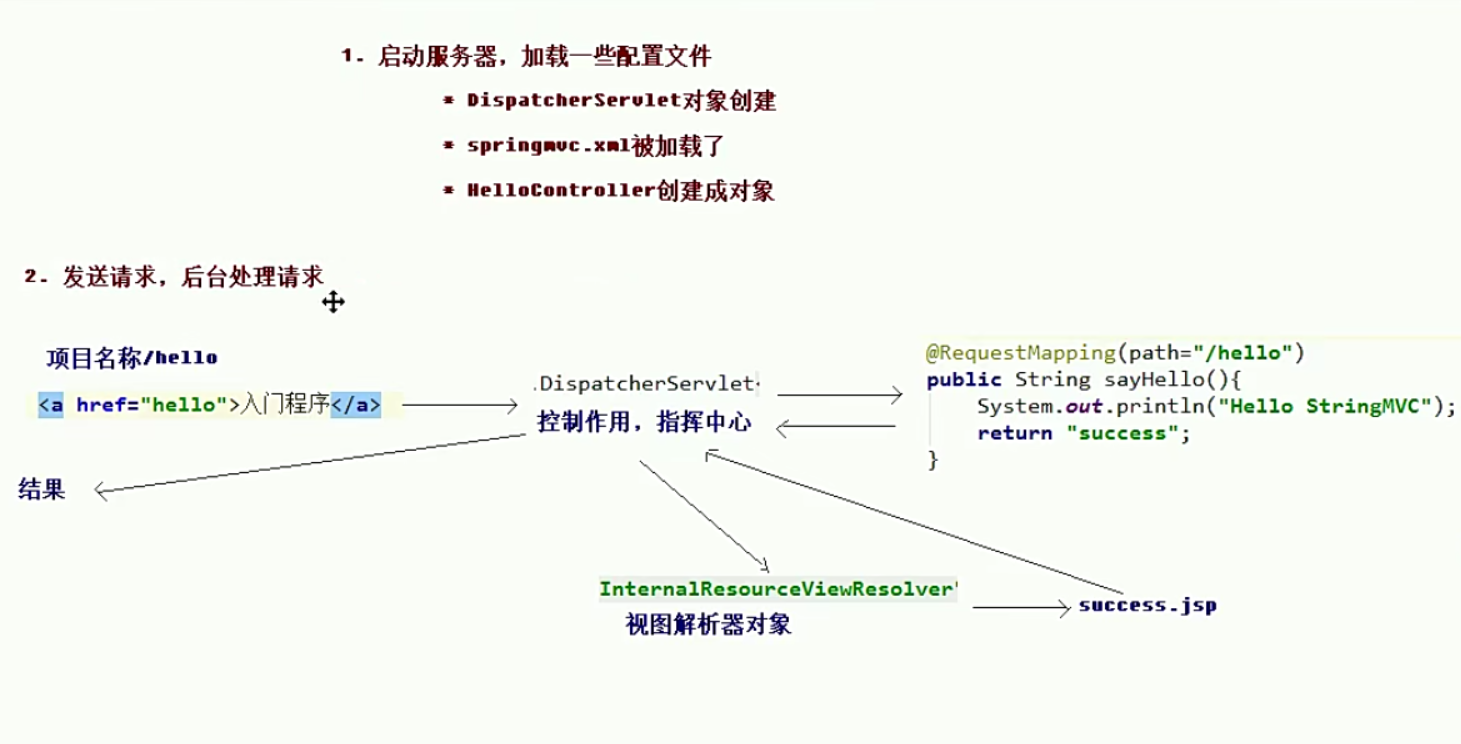 1. 启动服务器，加载一些配置文件
* DispatcherServlet对象创建
* springmvc.xml被加载了
* HelloController创建成对象
2. 发送请求，后台处理请求
项目名称/hello
<a href="hello">入门程序</a>
.DispatcherServlet
控制作用，指挥中心
@RequestMapping(path="/hello")
public String sayHello(){
System.out.println("Hello StringMVC");
return "success";
}
结果
InternalResourceViewResolver"
视图解析器对象
success.jsp